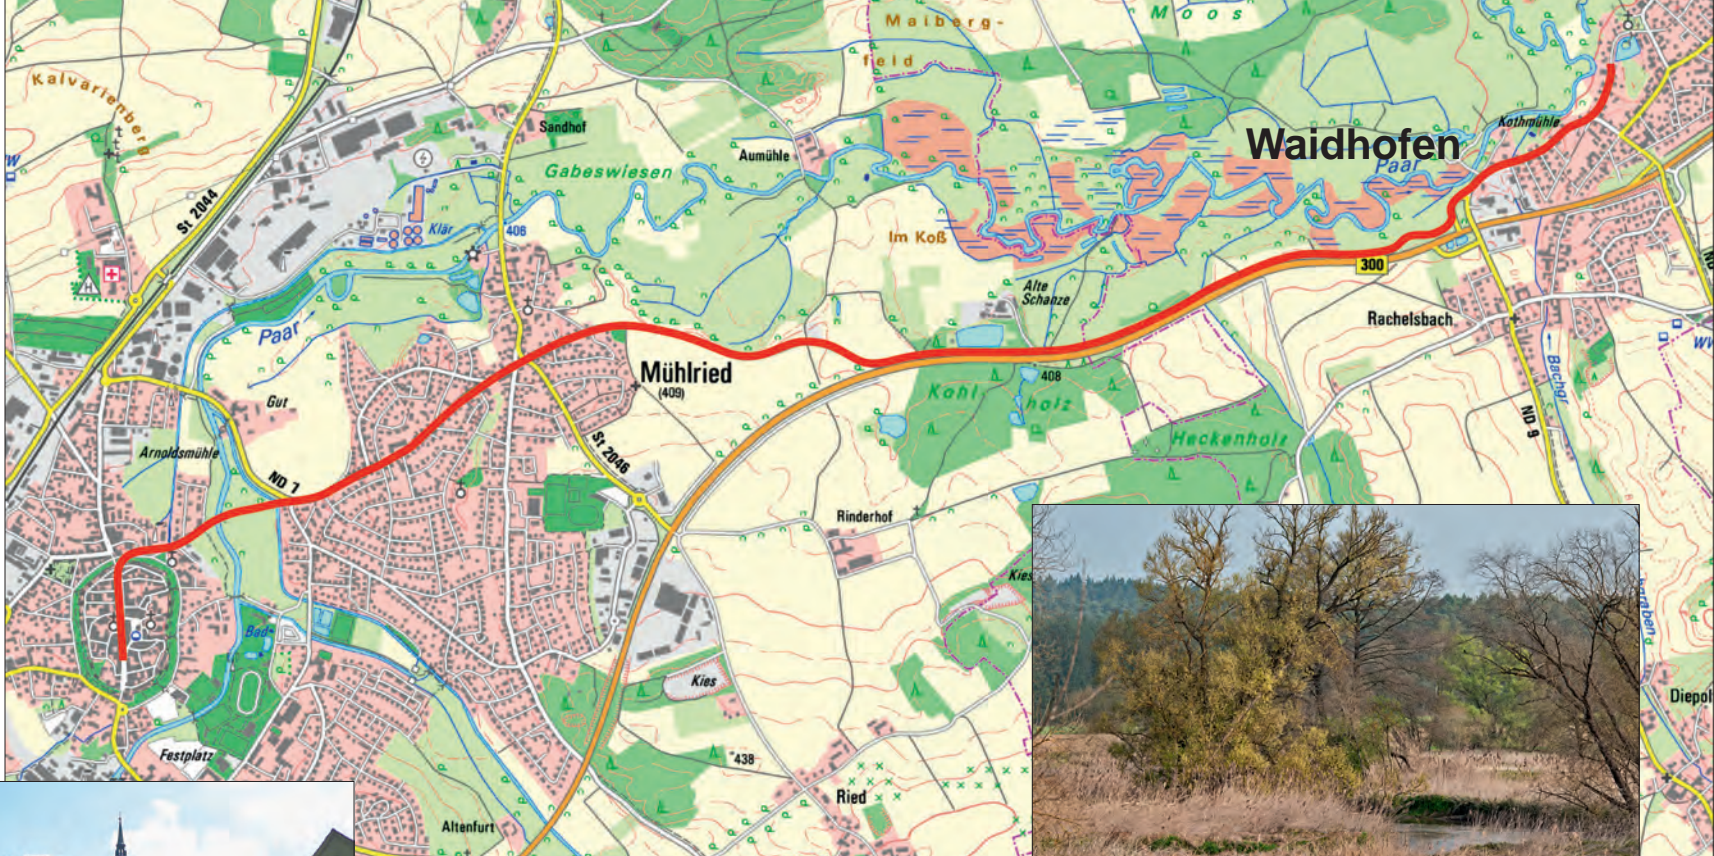 Maiberg-
feld
Moos
Kalvarienberg
Sandhof
Kothmühle
Waidhofen
Paar
Aumühle
Gabeswiesen
St 2044
Klär
408
Im Koß
300
Alte
Schanze
Rachelsbach
Paar
Mühlried
(409)
408
Kohl
holz
Bachgr
Gut
Arnoldsmühle
St 2046
ND 9
Heckenholz
ND 7
Rinderhof
Kies
Bad
Kies
graben
Diepol
Festplatz
438
Ried
Altenfurt
H